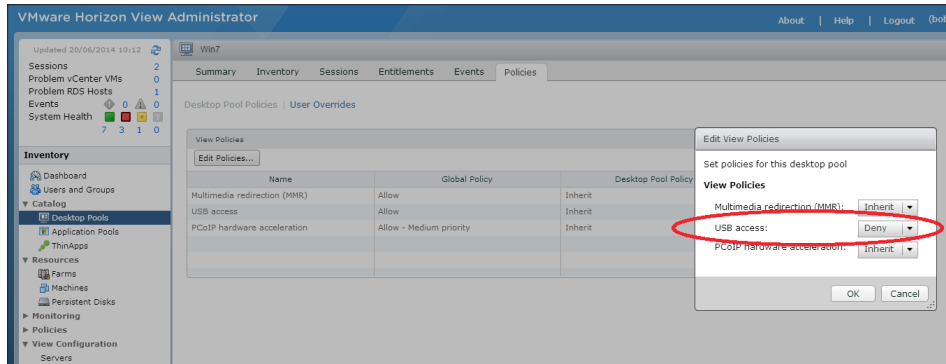 VMware Horizon View Administrator
About | Help | Logout
Updated 20/06/2014 10:12
Sessions 2
Problem vCenter VMs 0
Problem RDS Hosts 1
Events 0 0
System Health
7 3 1 0
Inventory
Dashboard
Users and Groups
Catalog
Desktop Pools
Application Pools
ThinApps
Resources
Farms
Machines
Persistent Disks
Monitoring
Policies
View Configuration
Servers
Win7
Summary Inventory Sessions Entitlements Events Policies
Desktop Pool Policies | User Overrides
View Policies
Edit Policies...
Name Global Policy Desktop Pool Policy
Multimedia redirection (MMR) Allow Inherit
USB access Allow Inherit
PCoIP hardware acceleration Allow - Medium priority Inherit
Edit View Policies
Set policies for this desktop pool
View Policies
Multimedia redirection (MMR): Inherit
USB access: Deny
PCoIP hardware acceleration: Inherit
OK Cancel